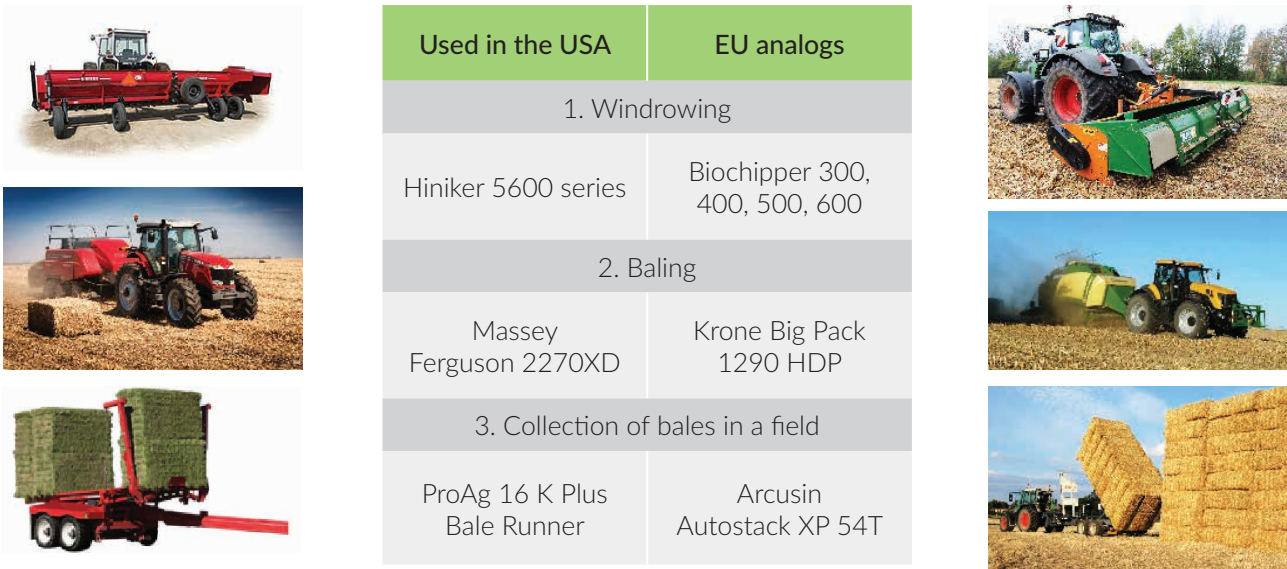 Used in the USA
EU analogs
1. Windrowing
Hiniker 5600 series
Biochipper 300,
400, 500, 600
2. Baling
Massey
Ferguson 2270XD
Krone Big Pack
1290 HDP
3. Collection of bales in a field
ProAg 16 K Plus
Bale Runner
Arcusin
Autostack XP 54T